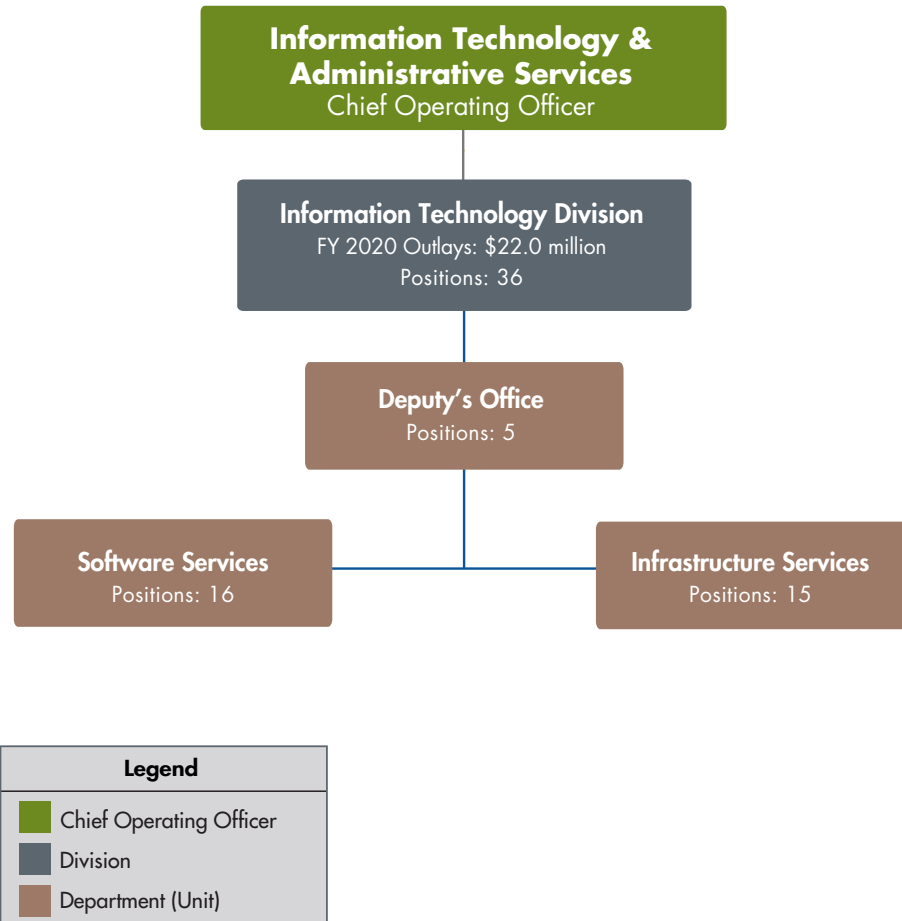 Information Technology &
Administrative Services
Chief Operating Officer
Information Technology Division
FY 2020 Outlays: $22.0 million
Positions: 36
Deputy’s Office
Positions: 5
Software Services
Positions: 16
Infrastructure Services
Positions: 15
Legend
Chief Operating Officer
Division
Department (Unit)